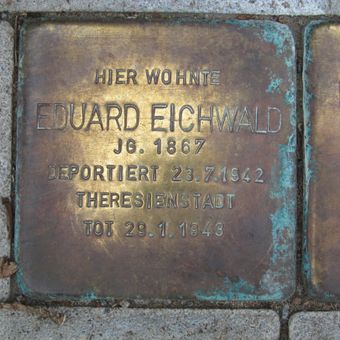 HIER WOHNTE
EDUARD EICHWALD
JG. 1867
DEPORTIERT 23.7.1942
THERESIENSTADT
TOT 29.1.1943